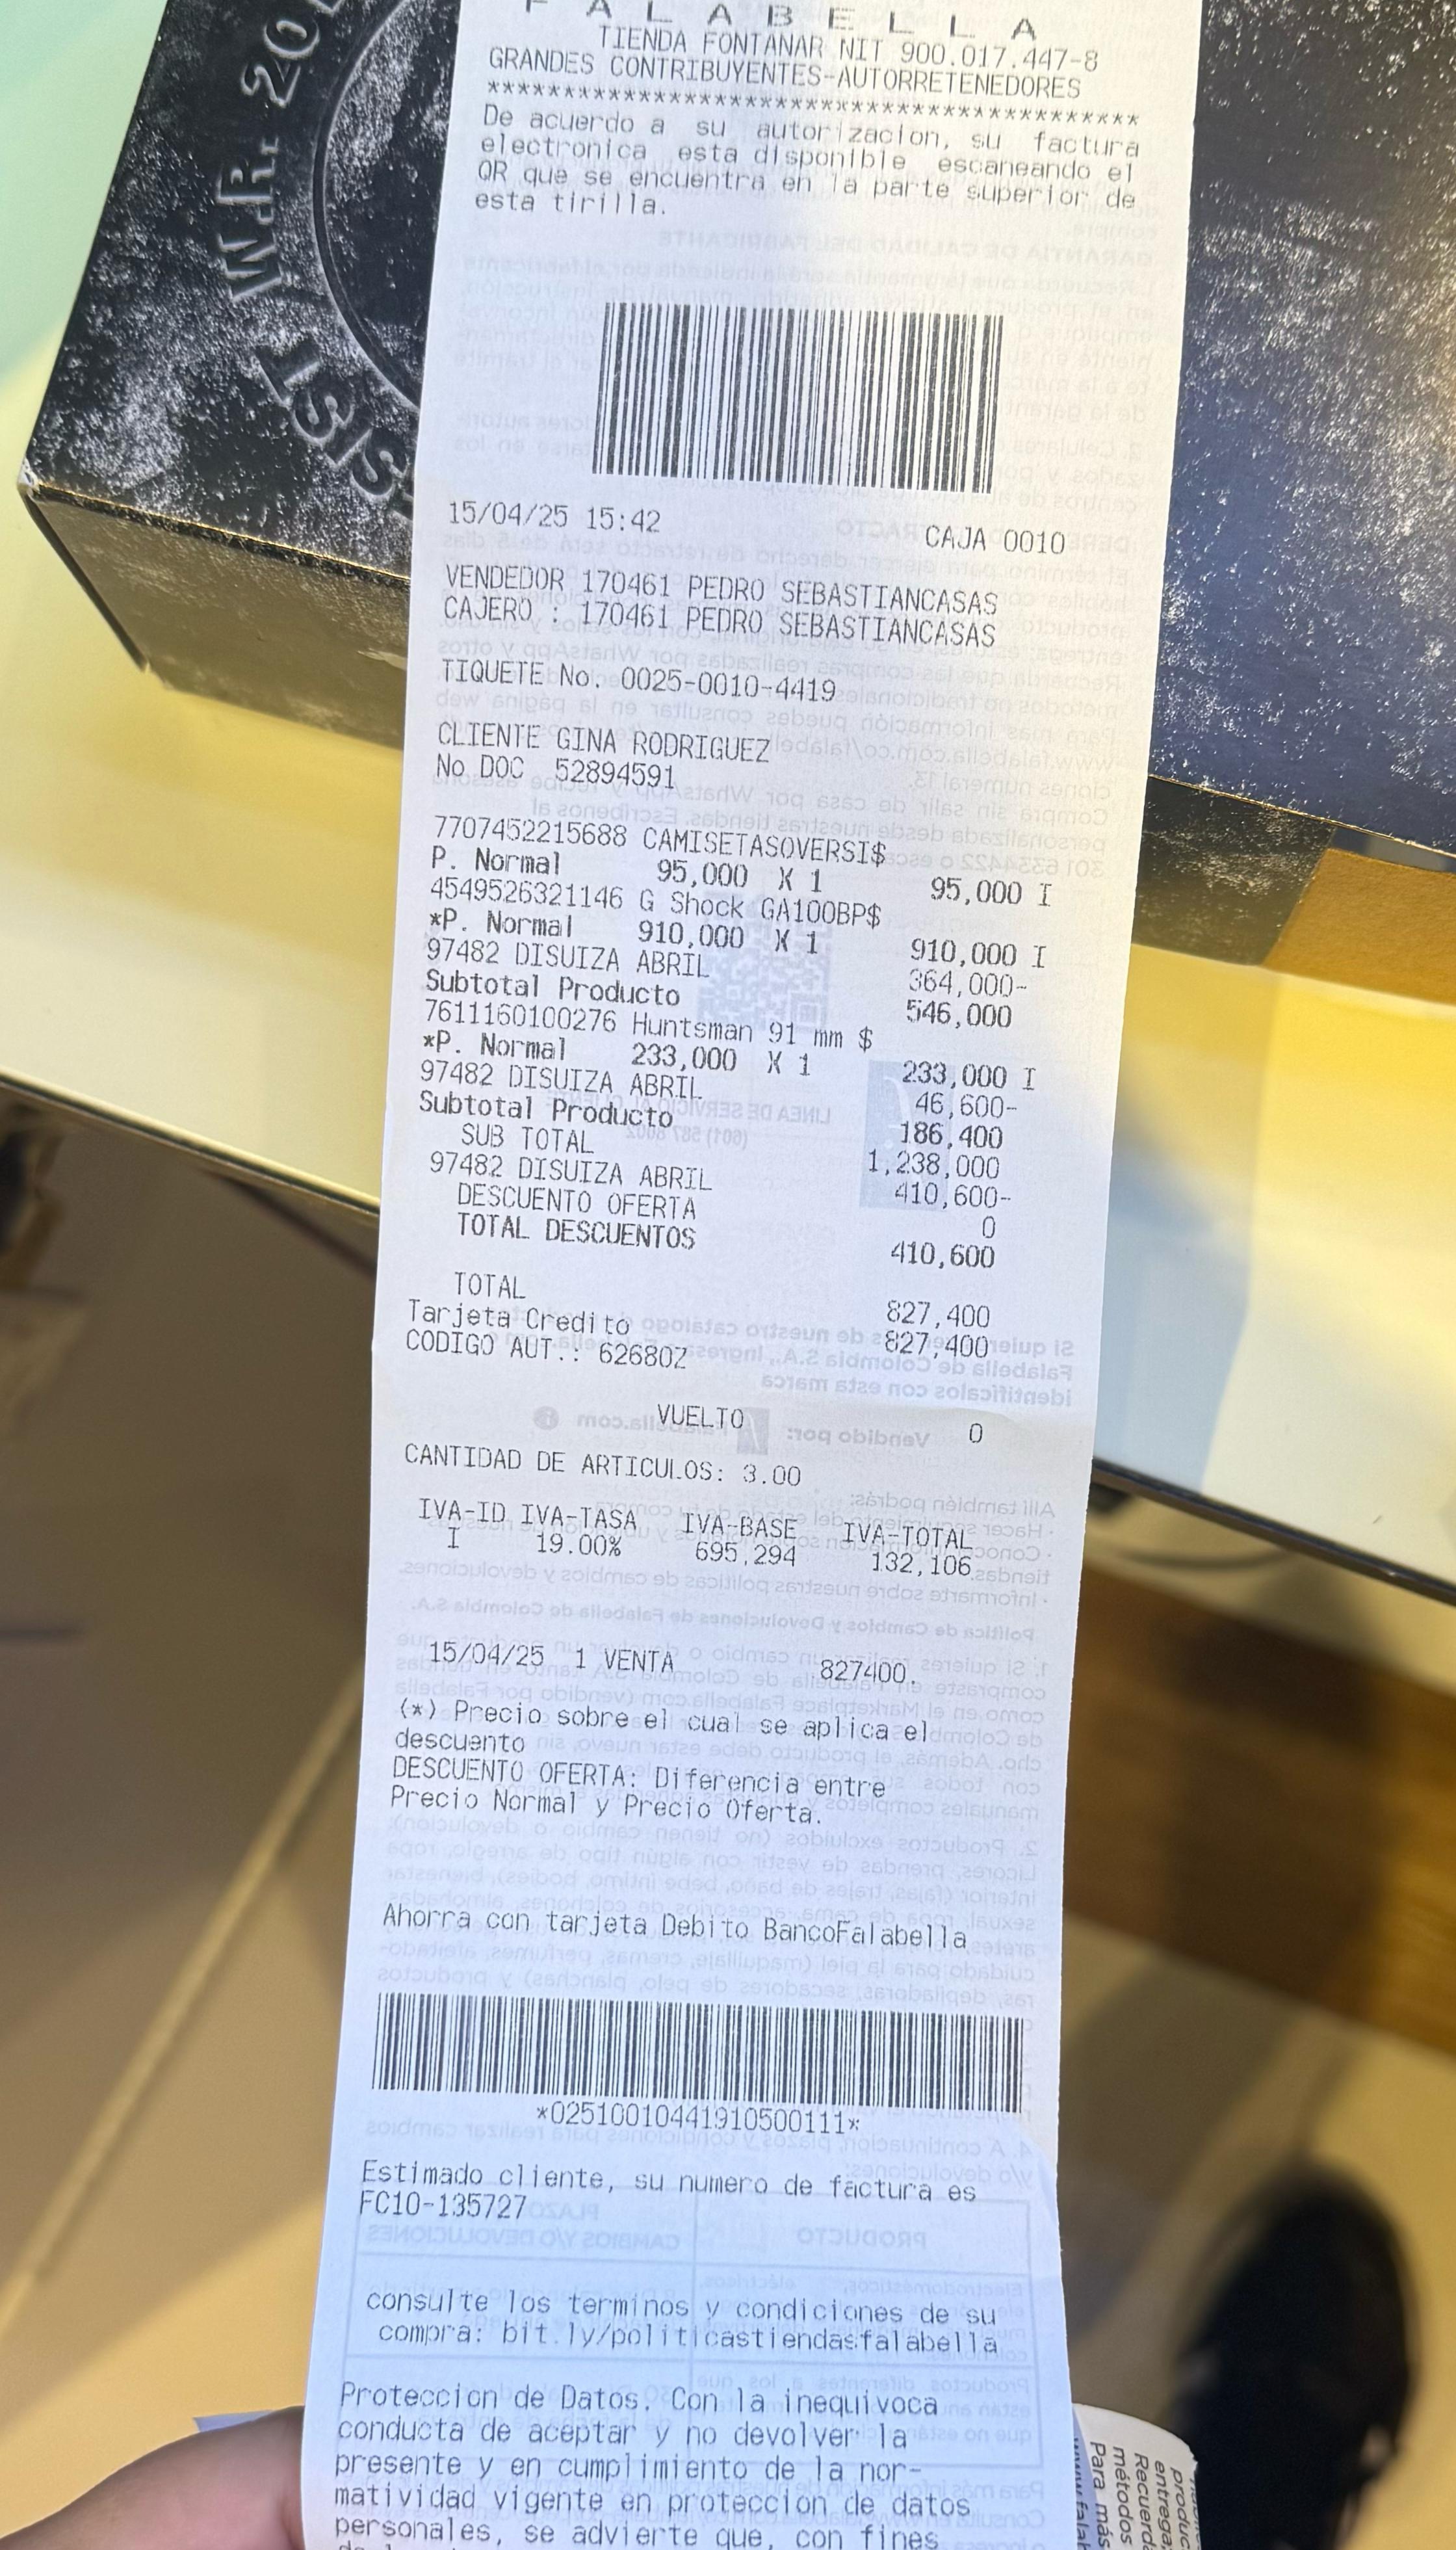 W.R. 20
SIST
FALABELLA
TIENDA FONTANAR NIT 900.017.447-8
GRANDES CONTRIBUYENTES-AUTORRETENEDORES
*******************************************
De acuerdo a su autorizacion, su factura
electronica esta disponible escaneando el
QR que se encuentra en la parte superior de
esta tirilla.
15/04/25 15:42 CAJA 0010
VENDEDOR 170461 PEDRO SEBASTIANCASAS
CAJERO : 170461 PEDRO SEBASTIANCASAS
TIQUETE No. 0025-0010-4419
CLIENTE GINA RODRIGUEZ
No DOC 52894591
7707452215688 CAMISETASOVERSI$
P. Normal 95,000 X 1 95,000 I
4549526321146 G Shock GA100BP$
*P. Normal 910,000 X 1 910,000 I
97482 DISUIZA ABRIL 364,000-
Subtotal Producto 546,000
7611160100276 Huntsman 91 mm $
*P. Normal 233,000 X 1 233,000 I
97482 DISUIZA ABRIL 46,600-
Subtotal Producto 186,400
SUB TOTAL 1,238,000
97482 DISUIZA ABRIL 410,600-
DESCUENTO OFERTA 0
TOTAL DESCUENTOS 410,600
TOTAL 827,400
Tarjeta Credito 827,400
CODIGO AUT.: 62680Z
VUELTO 0
CANTIDAD DE ARTICULOS: 3.00
IVA-ID IVA-TASA IVA-BASE IVA-TOTAL
I 19.00% 695,294 132,106
15/04/25 1 VENTA 827400.
(*) Precio sobre el cual se aplica el
descuento
DESCUENTO OFERTA: Diferencia entre
Precio Normal y Precio Oferta.
Ahorra con tarjeta Debito BancoFalabella
*02510010441910500111*
Estimado cliente, su numero de factura es
FC10-135727
consulte los terminos y condiciones de su
compra: bit.ly/politicastiendasfalabella
Proteccion de Datos. Con la inequivoca
conducta de aceptar y no devolver la
presente y en cumplimiento de la nor-
matividad vigente en proteccion de datos
personales, se advierte que, con fines
produc
entrega
Recuerd
métodos
Para más